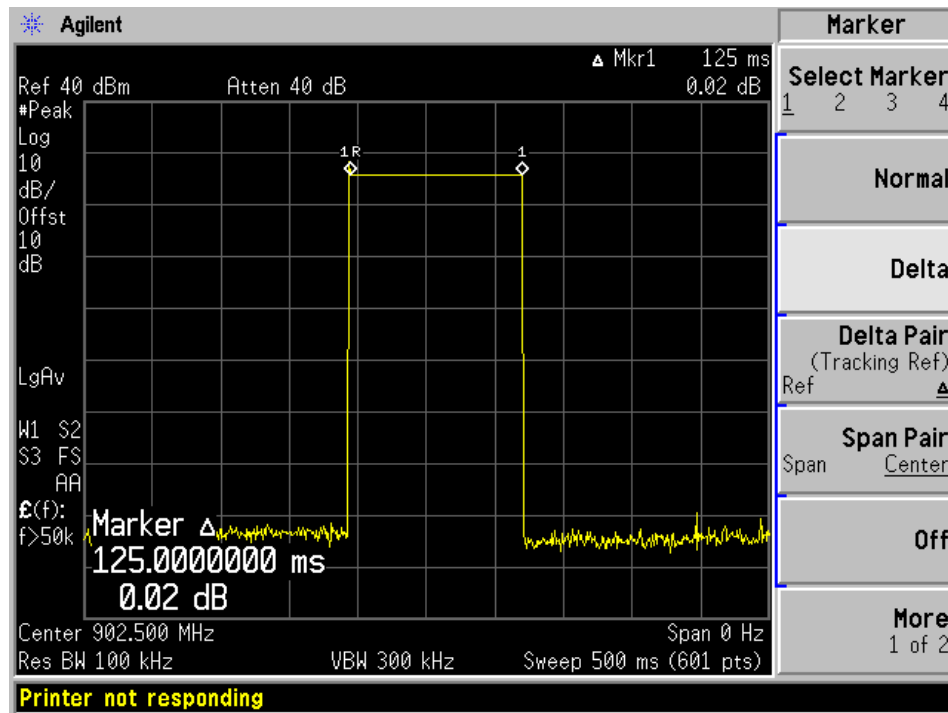 Agilent
Marker
Δ Mkr1 125 ms
Ref 40 dBm Atten 40 dB 0.02 dB
#Peak
Log
10
dB/
Offst
10
dB
LgAv
W1 S2
S3 FS
AA
£(f):
f>50k
1R
1
Marker Δ
125.0000000 ms
0.02 dB
Center 902.500 MHz Span 0 Hz
Res BW 100 kHz VBW 300 kHz Sweep 500 ms (601 pts)
Printer not responding
Select Marker
1 2 3 4
Normal
Delta
Delta Pair
(Tracking Ref)
Ref Δ
Span Pair
Span Center
Off
More
1 of 2